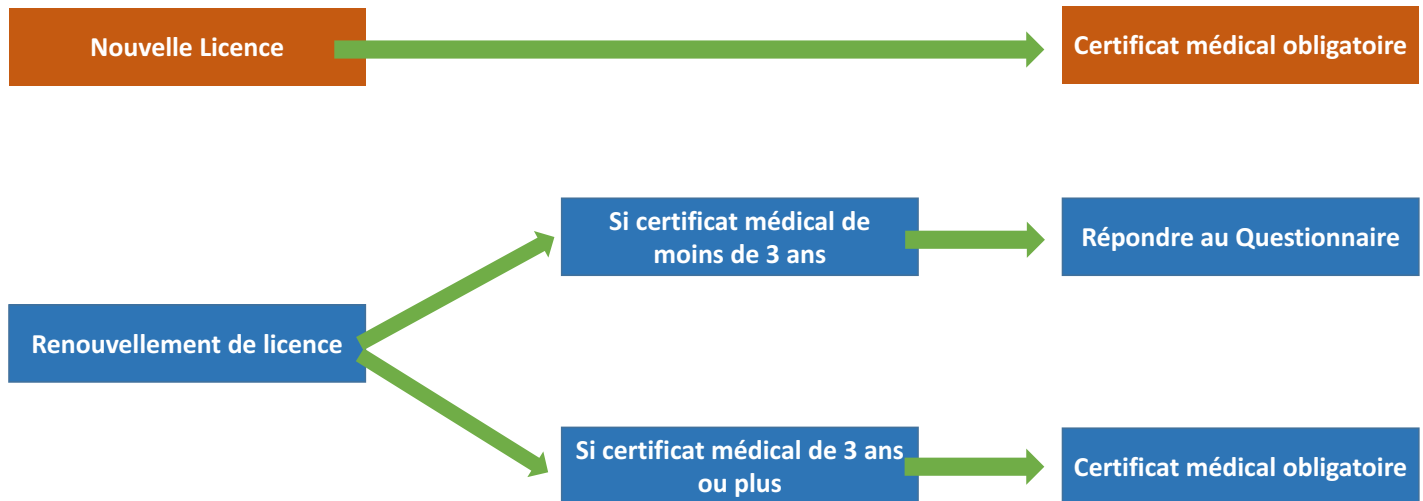 Nouvelle Licence
Certificat médical obligatoire
Si certificat médical de
moins de 3 ans
Répondre au Questionnaire
Renouvellement de licence
Si certificat médical de 3 ans
ou plus
Certificat médical obligatoire